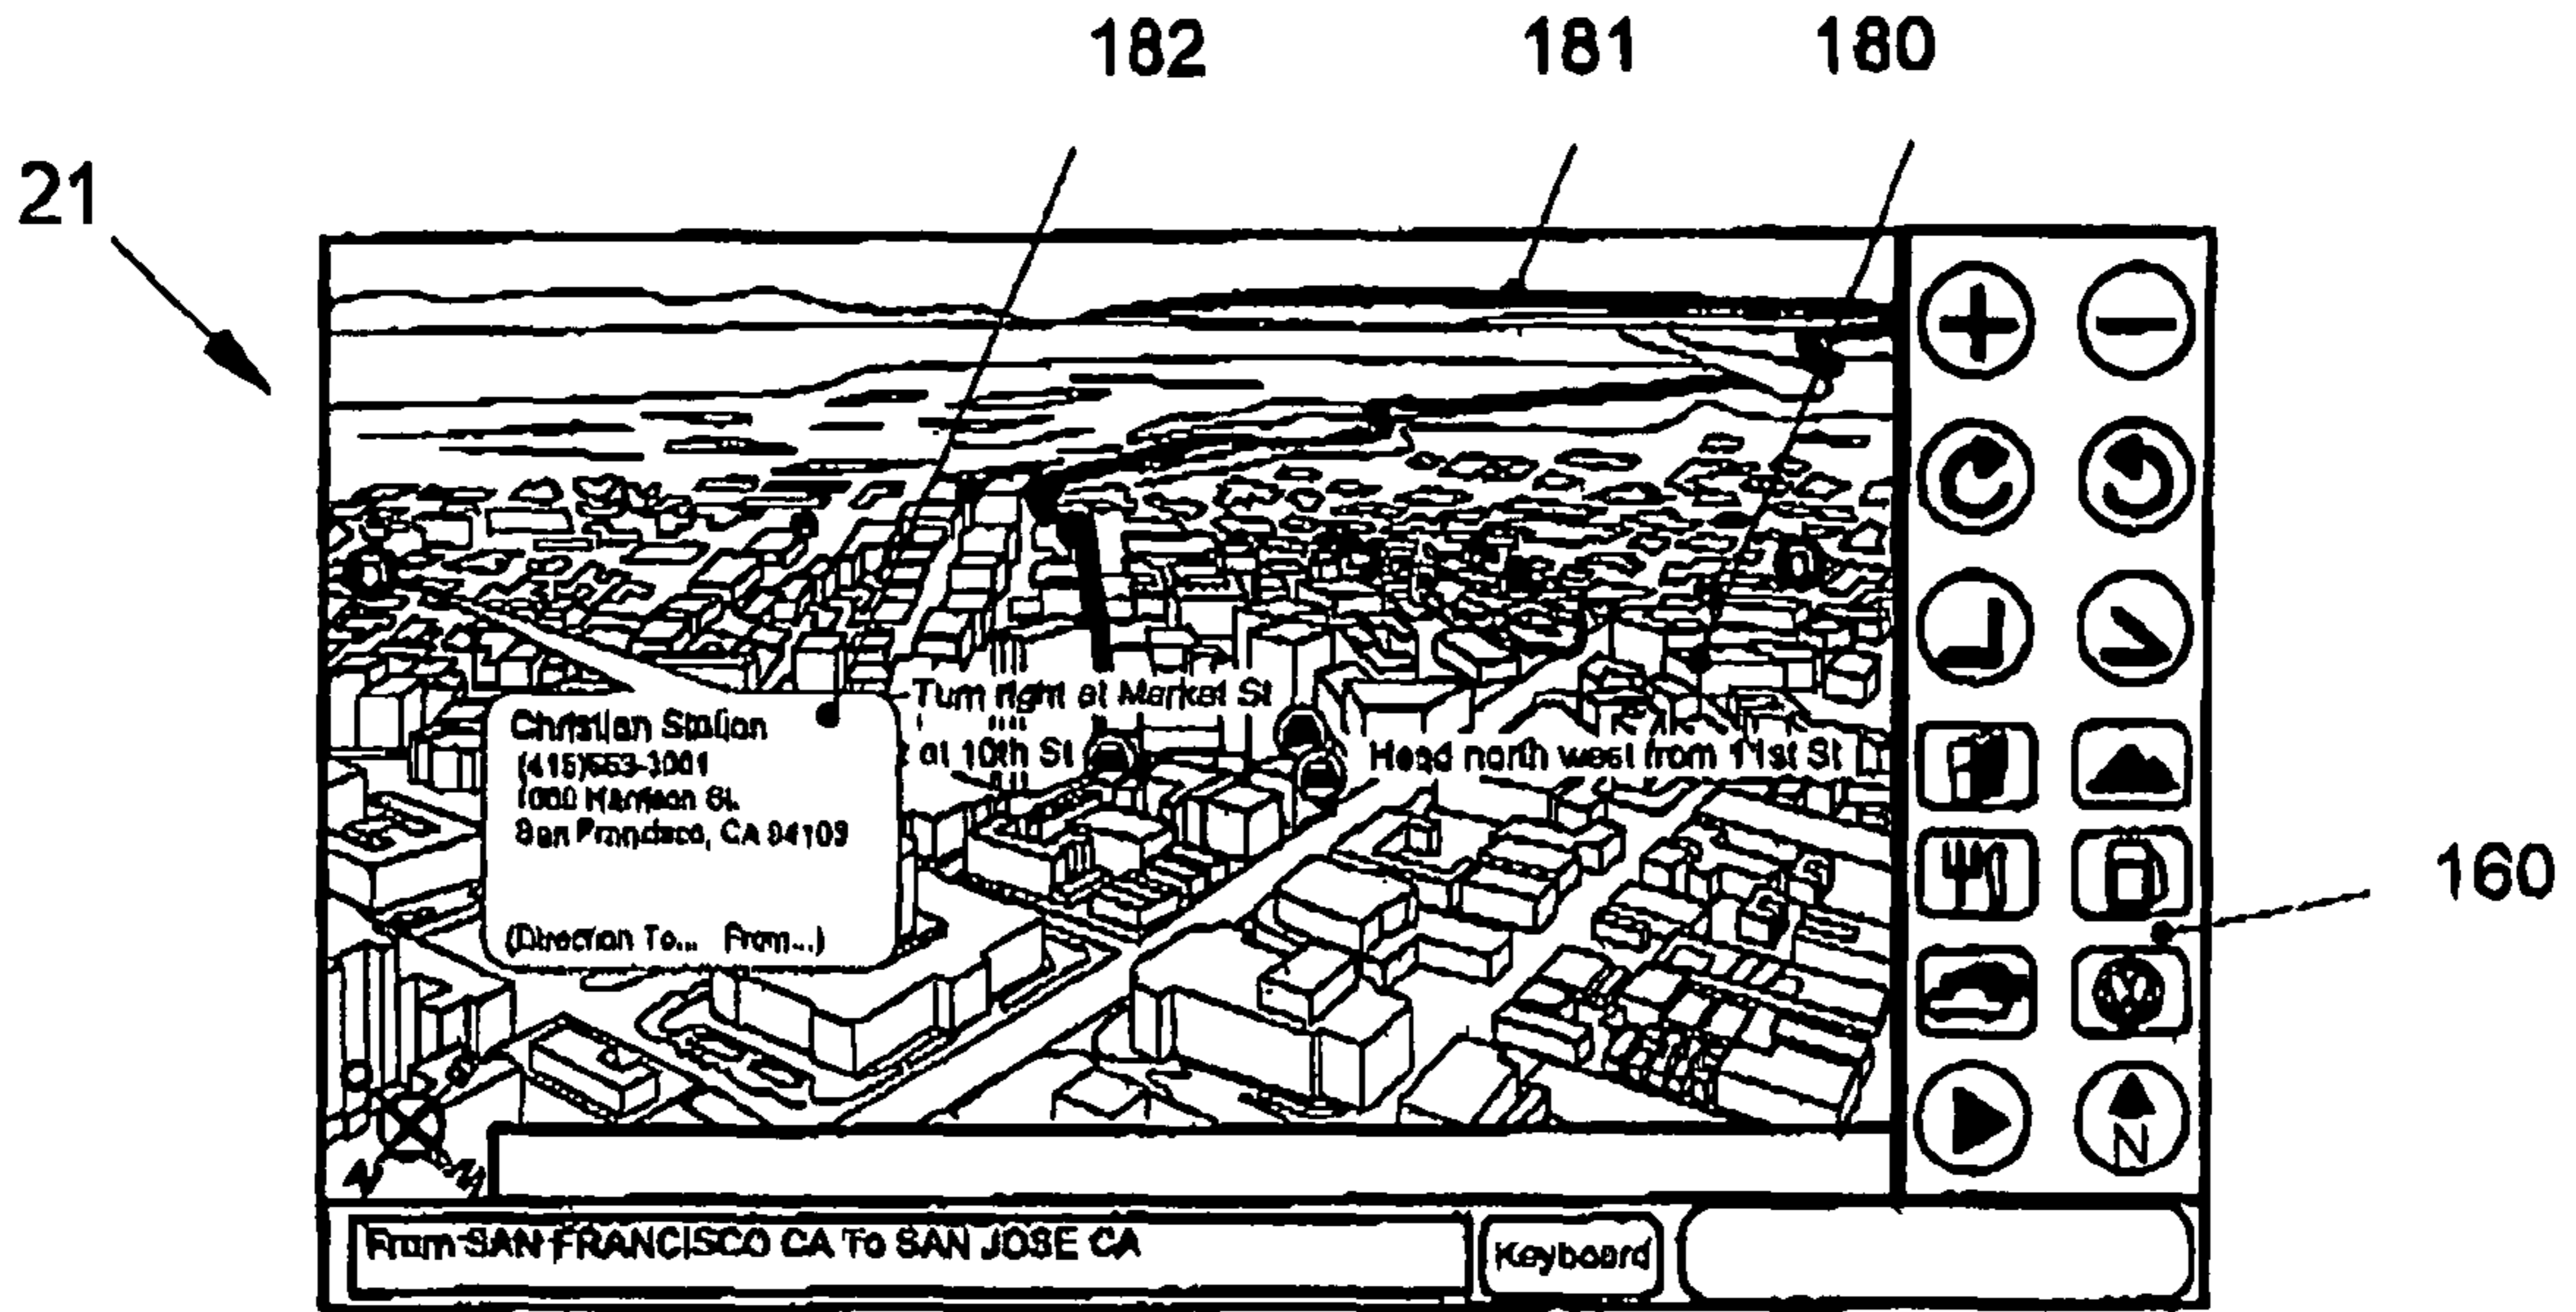 182 181 180
21
Turn right at Market St
Christian Station
at 10th St
Head north west from 11st St
San Francisco, CA 94103
160
(Direction To... From...)
N
N
From SAN FRANCISCO CA To SAN JOSE CA
Keyboard